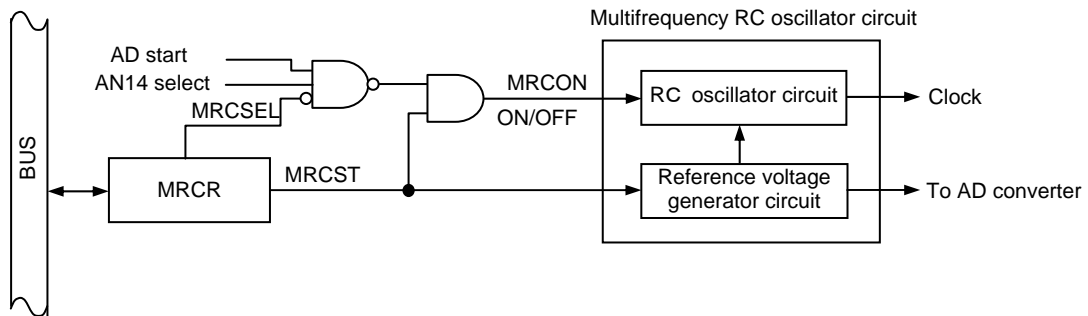 Multifrequency RC oscillator circuit
AD start
AN14 select
MRCSEL
MRCON
ON/OFF
RC oscillator circuit
Clock
BUS
MRCR
MRCST
Reference voltage
generator circuit
To AD converter